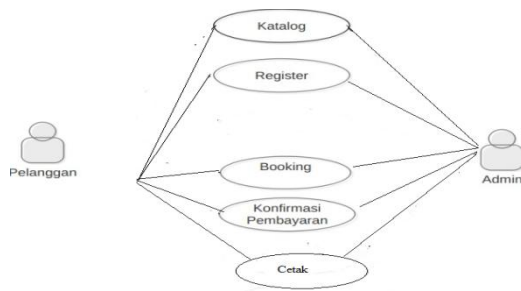 Katalog
Register
Pelanggan
Booking
Admin
Konfirmasi
Pembayaran
Cetak